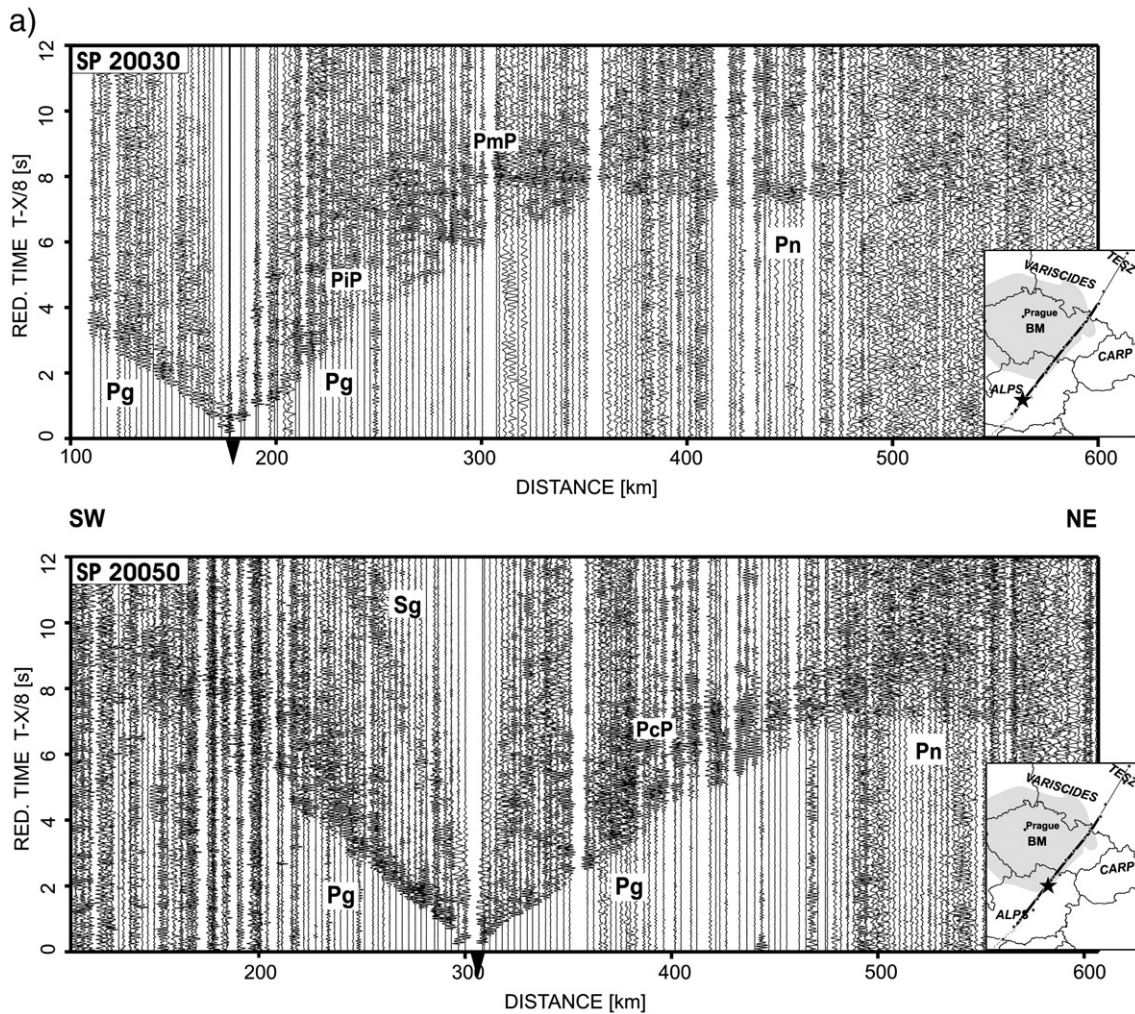 a)
SP 20030
12
10
8
6
4
2
0
RED. TIME T-X/8 [s]
PmP
PiP
Pn
Pg
Pg
VARISCIDES
TESZ
Prague
BM
CARP
ALPS
100
200
300
400
500
600
DISTANCE [km]
SW
NE
SP 20050
12
10
8
6
4
2
0
RED. TIME T-X/8 [s]
Sg
PcP
Pn
Pg
Pg
VARISCIDES
TESZ
Prague
BM
CARP
ALPS
200
300
400
500
600
DISTANCE [km]